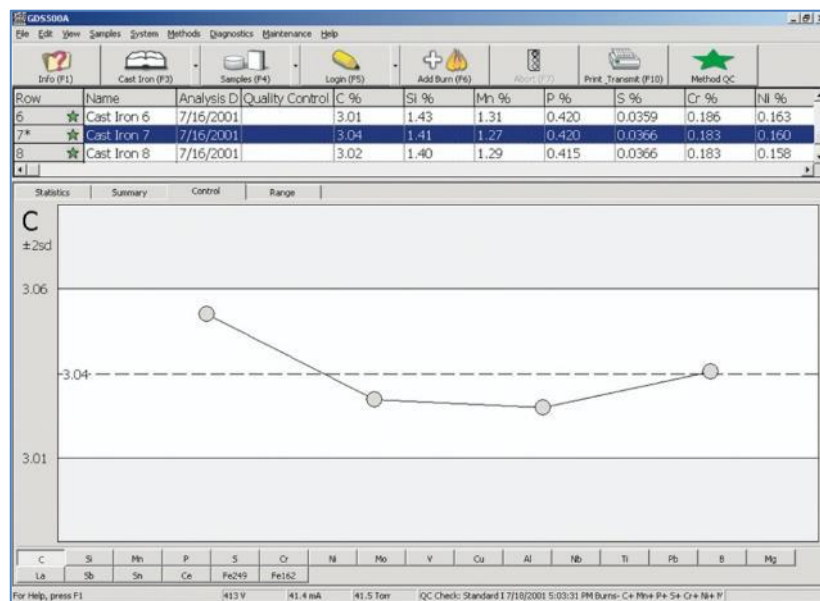 GDS500A
File Edit View Samples System Methods Diagnostics Maintenance Help
Info (F1) Cast Iron (F3) Samples (F4) Login (F5) Add Burn (F6) Abort (F7) Print_Transmit (F10) Method QC
Row Name Analysis D Quality Control C % Si % Mn % P % S % Cr % Ni %
6 Cast Iron 6 7/16/2001 3.01 1.43 1.31 0.420 0.0359 0.186 0.163
7* Cast Iron 7 7/16/2001 3.04 1.41 1.27 0.420 0.0366 0.183 0.160
8 Cast Iron 8 7/16/2001 3.02 1.40 1.29 0.415 0.0366 0.183 0.158
Statistics Summary Control Range
C
±2sd
3.06
3.04
3.01
C Si Mn P S Cr Ni Mo V Cu Al Nb Ti Pb B Mg
La Sb Sn Ce Fe249 Fe162
For Help, press F1 413 V 41.4 mA 41.5 Torr QC Check: Standard I 7/18/2001 5:03:31 PM Burns- C+ Mn+ P+ S+ Cr+ Ni+